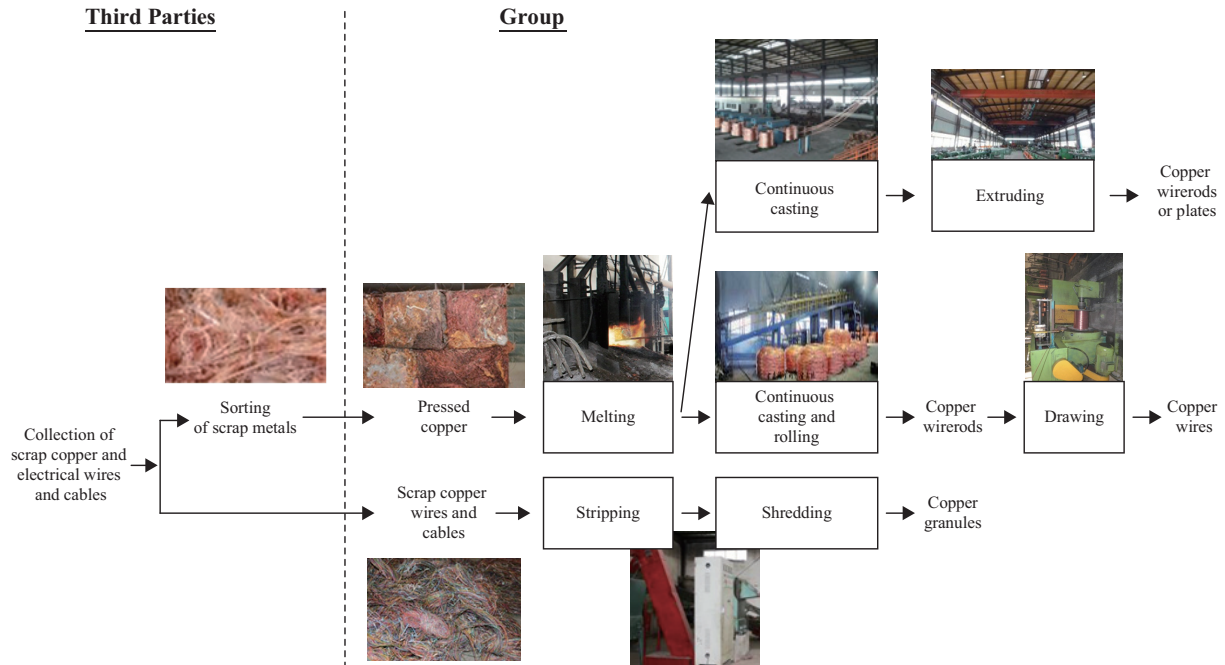 Third Parties
Group
Continuous
casting
Extruding
Copper
wirerods
or plates
Collection of
scrap copper and
electrical wires
and cables
Sorting
of scrap metals
Pressed
copper
Melting
Continuous
casting and
rolling
Copper
wirerods
Drawing
Copper
wires
Scrap copper
wires and
cables
Stripping
Shredding
Copper
granules